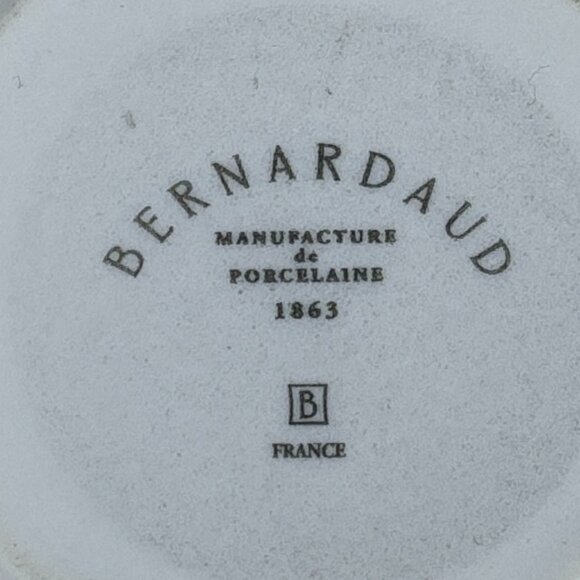 BERNARDAUD
MANUFACTURE
de
PORCELAINE
1863
B
FRANCE